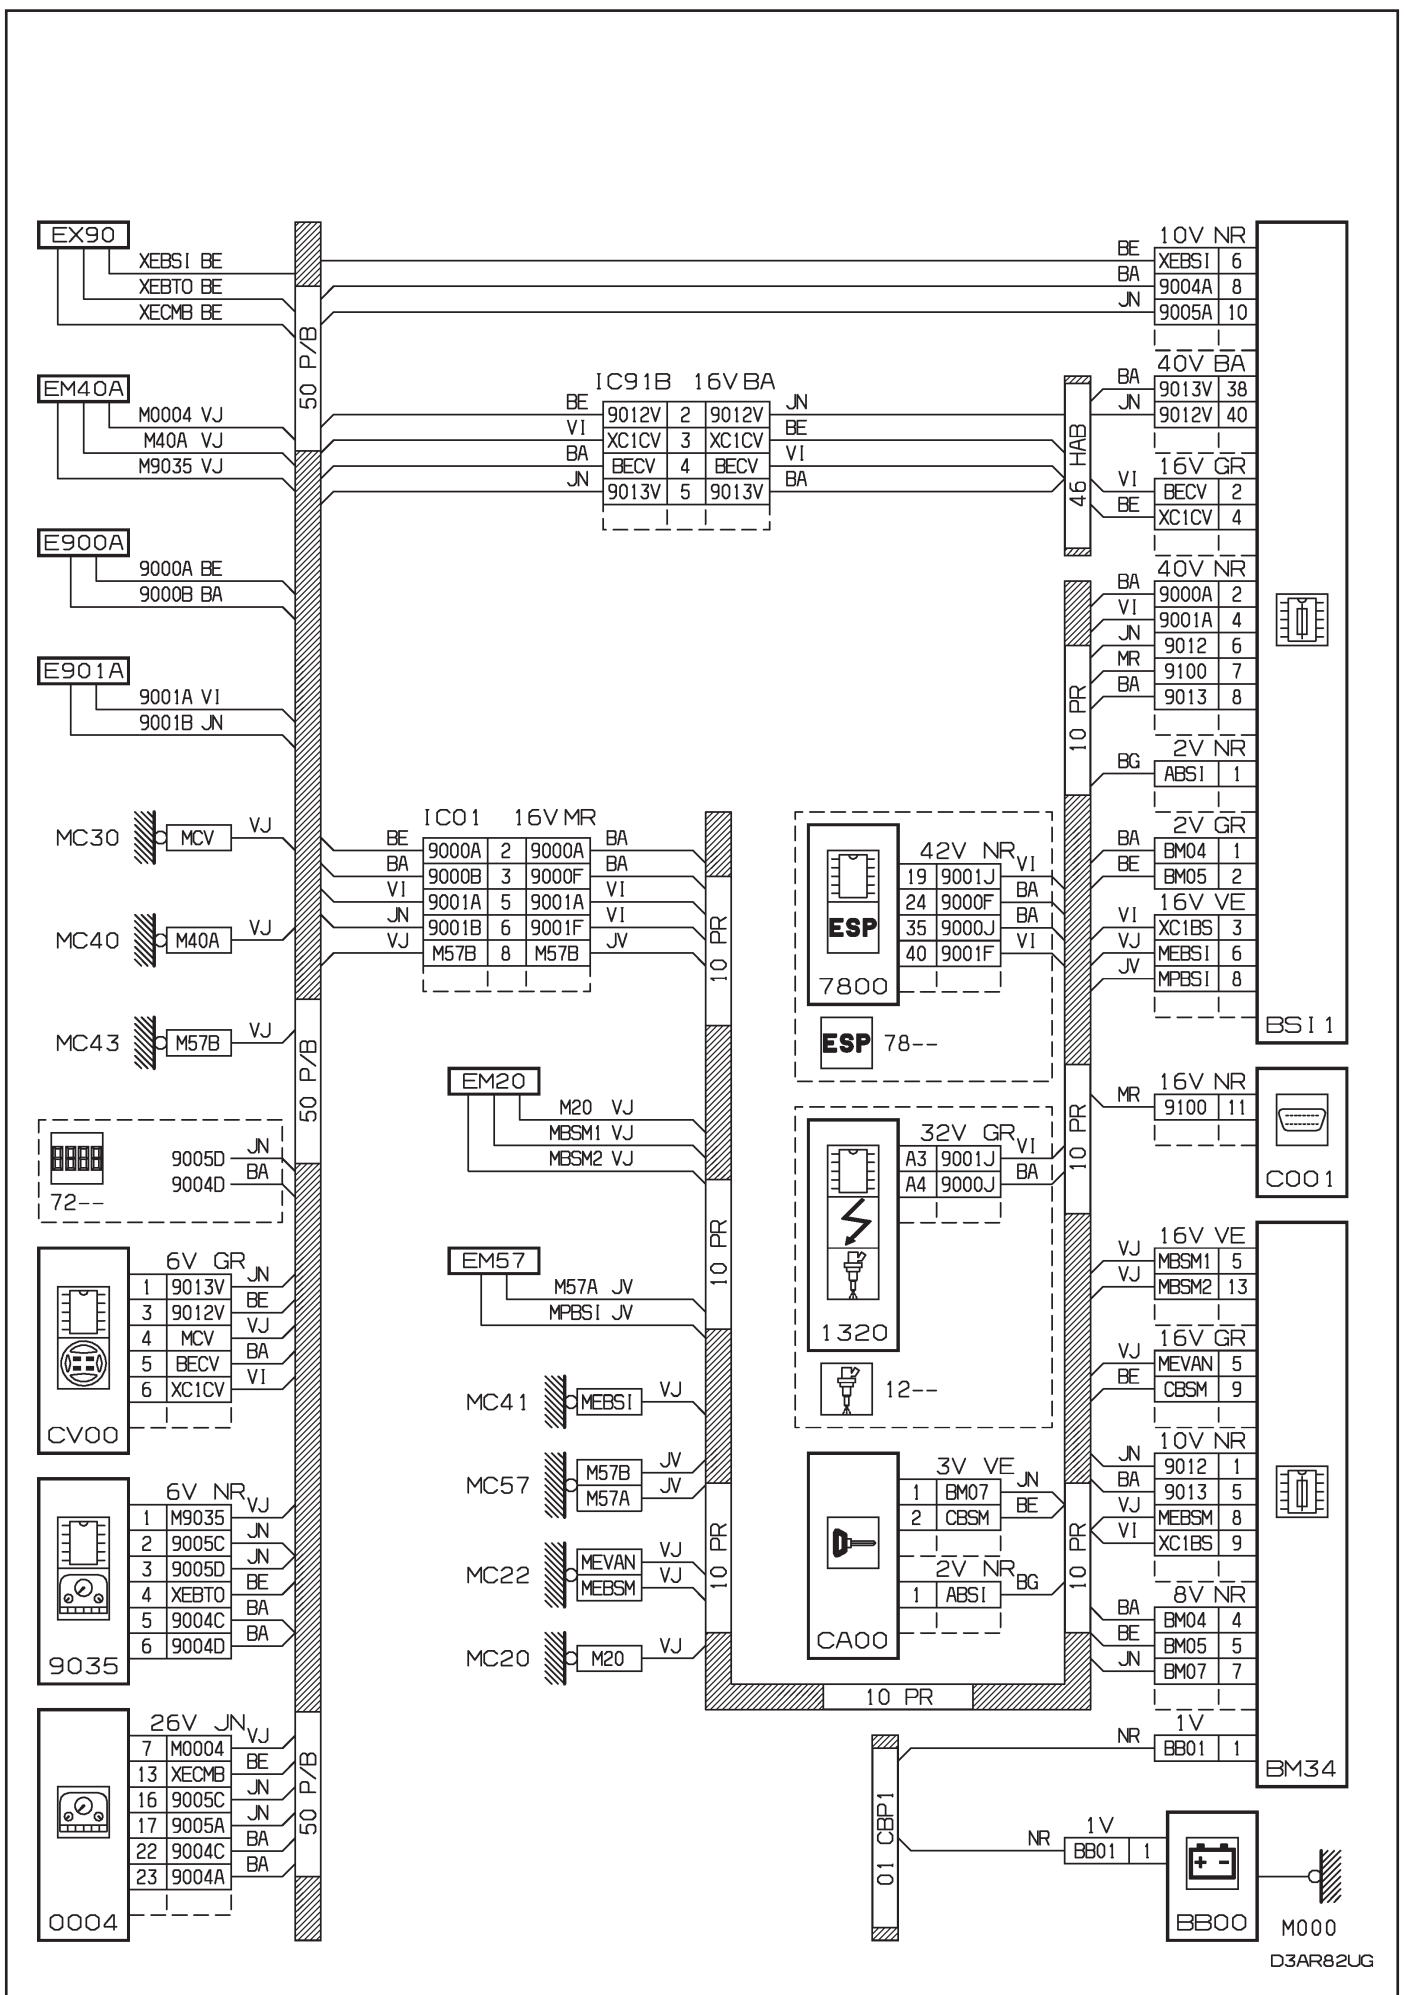 EX90
XEBSI BE
XEBTO BE
XECMB BE
EM40A
M0004 VJ
M40A VJ
M9035 VJ
E900A
9000A BE
9000B BA
E901A
9001A VI
9001B JN
MC30 MCV VJ
MC40 M40A VJ
MC43 M57B VJ
9005D JN
9004D BA
72--
6V GR
1 9013V JN
3 9012V BE
4 MCV VJ
5 BECV BA
6 XC1CV VI
CV00
6V NR
1 M9035 VJ
2 9005C JN
3 9005D JN
4 XEBTO BE
5 9004C BA
6 9004D BA
9035
26V JN
7 M0004 VJ
13 XECMB BE
16 9005C JN
17 9005A JN
22 9004C BA
23 9004A BA
0004
50 P/B
50 P/B
50 P/B
IC91B 16V BA
BE 9012V 2 9012V JN
VI XC1CV 3 XC1CV BE
BA BECV 4 BECV VI
JN 9013V 5 9013V BA
46 HAB
IC01 16V MR
BE 9000A 2 9000A BA
BA 9000B 3 9000F BA
VI 9001A 5 9001A VI
JN 9001B 6 9001F VI
VJ M57B 8 M57B JV
EM20
M20 VJ
MBSM1 VJ
MBSM2 VJ
EM57
M57A JV
MPBSI JV
MC41 MEBSI VJ
MC57 M57B JV
M57A JV
MC22 MEVAN VJ
MEBSM VJ
MC20 M20 VJ
10 PR
10 PR
10 PR
10 PR
10 PR
10 PR
10 PR
42V NR
19 9001J VI
24 9000F BA
35 9000J BA
40 9001F VI
ESP
7800
ESP 78--
32V GR
A3 9001J VI
A4 9000J BA
1320
12--
3V VE
1 BM07 JN
2 CBSM BE
2V NR
1 ABSI BG
CA00
10V NR
BE XEBSI 6
BA 9004A 8
JN 9005A 10
40V BA
BA 9013V 38
JN 9012V 40
16V GR
VI BECV 2
BE XC1CV 4
40V NR
BA 9000A 2
VI 9001A 4
JN 9012 6
MR 9100 7
BA 9013 8
2V NR
BG ABSI 1
2V GR
BA BM04 1
BE BM05 2
16V VE
VI XC1BS 3
VJ MEBSI 6
JV MPBSI 8
BSI1
16V NR
MR 9100 11
C001
16V VE
VJ MBSM1 5
VJ MBSM2 13
16V GR
VJ MEVAN 5
BE CBSM 9
10V NR
JN 9012 1
BA 9013 5
VJ MEBSM 8
VI XC1BS 9
8V NR
BA BM04 4
BE BM05 5
JN BM07 7
1V
NR BB01 1
BM34
01 CBP1
1V
NR BB01 1
+ -
BB00
M000
D3AR82UG